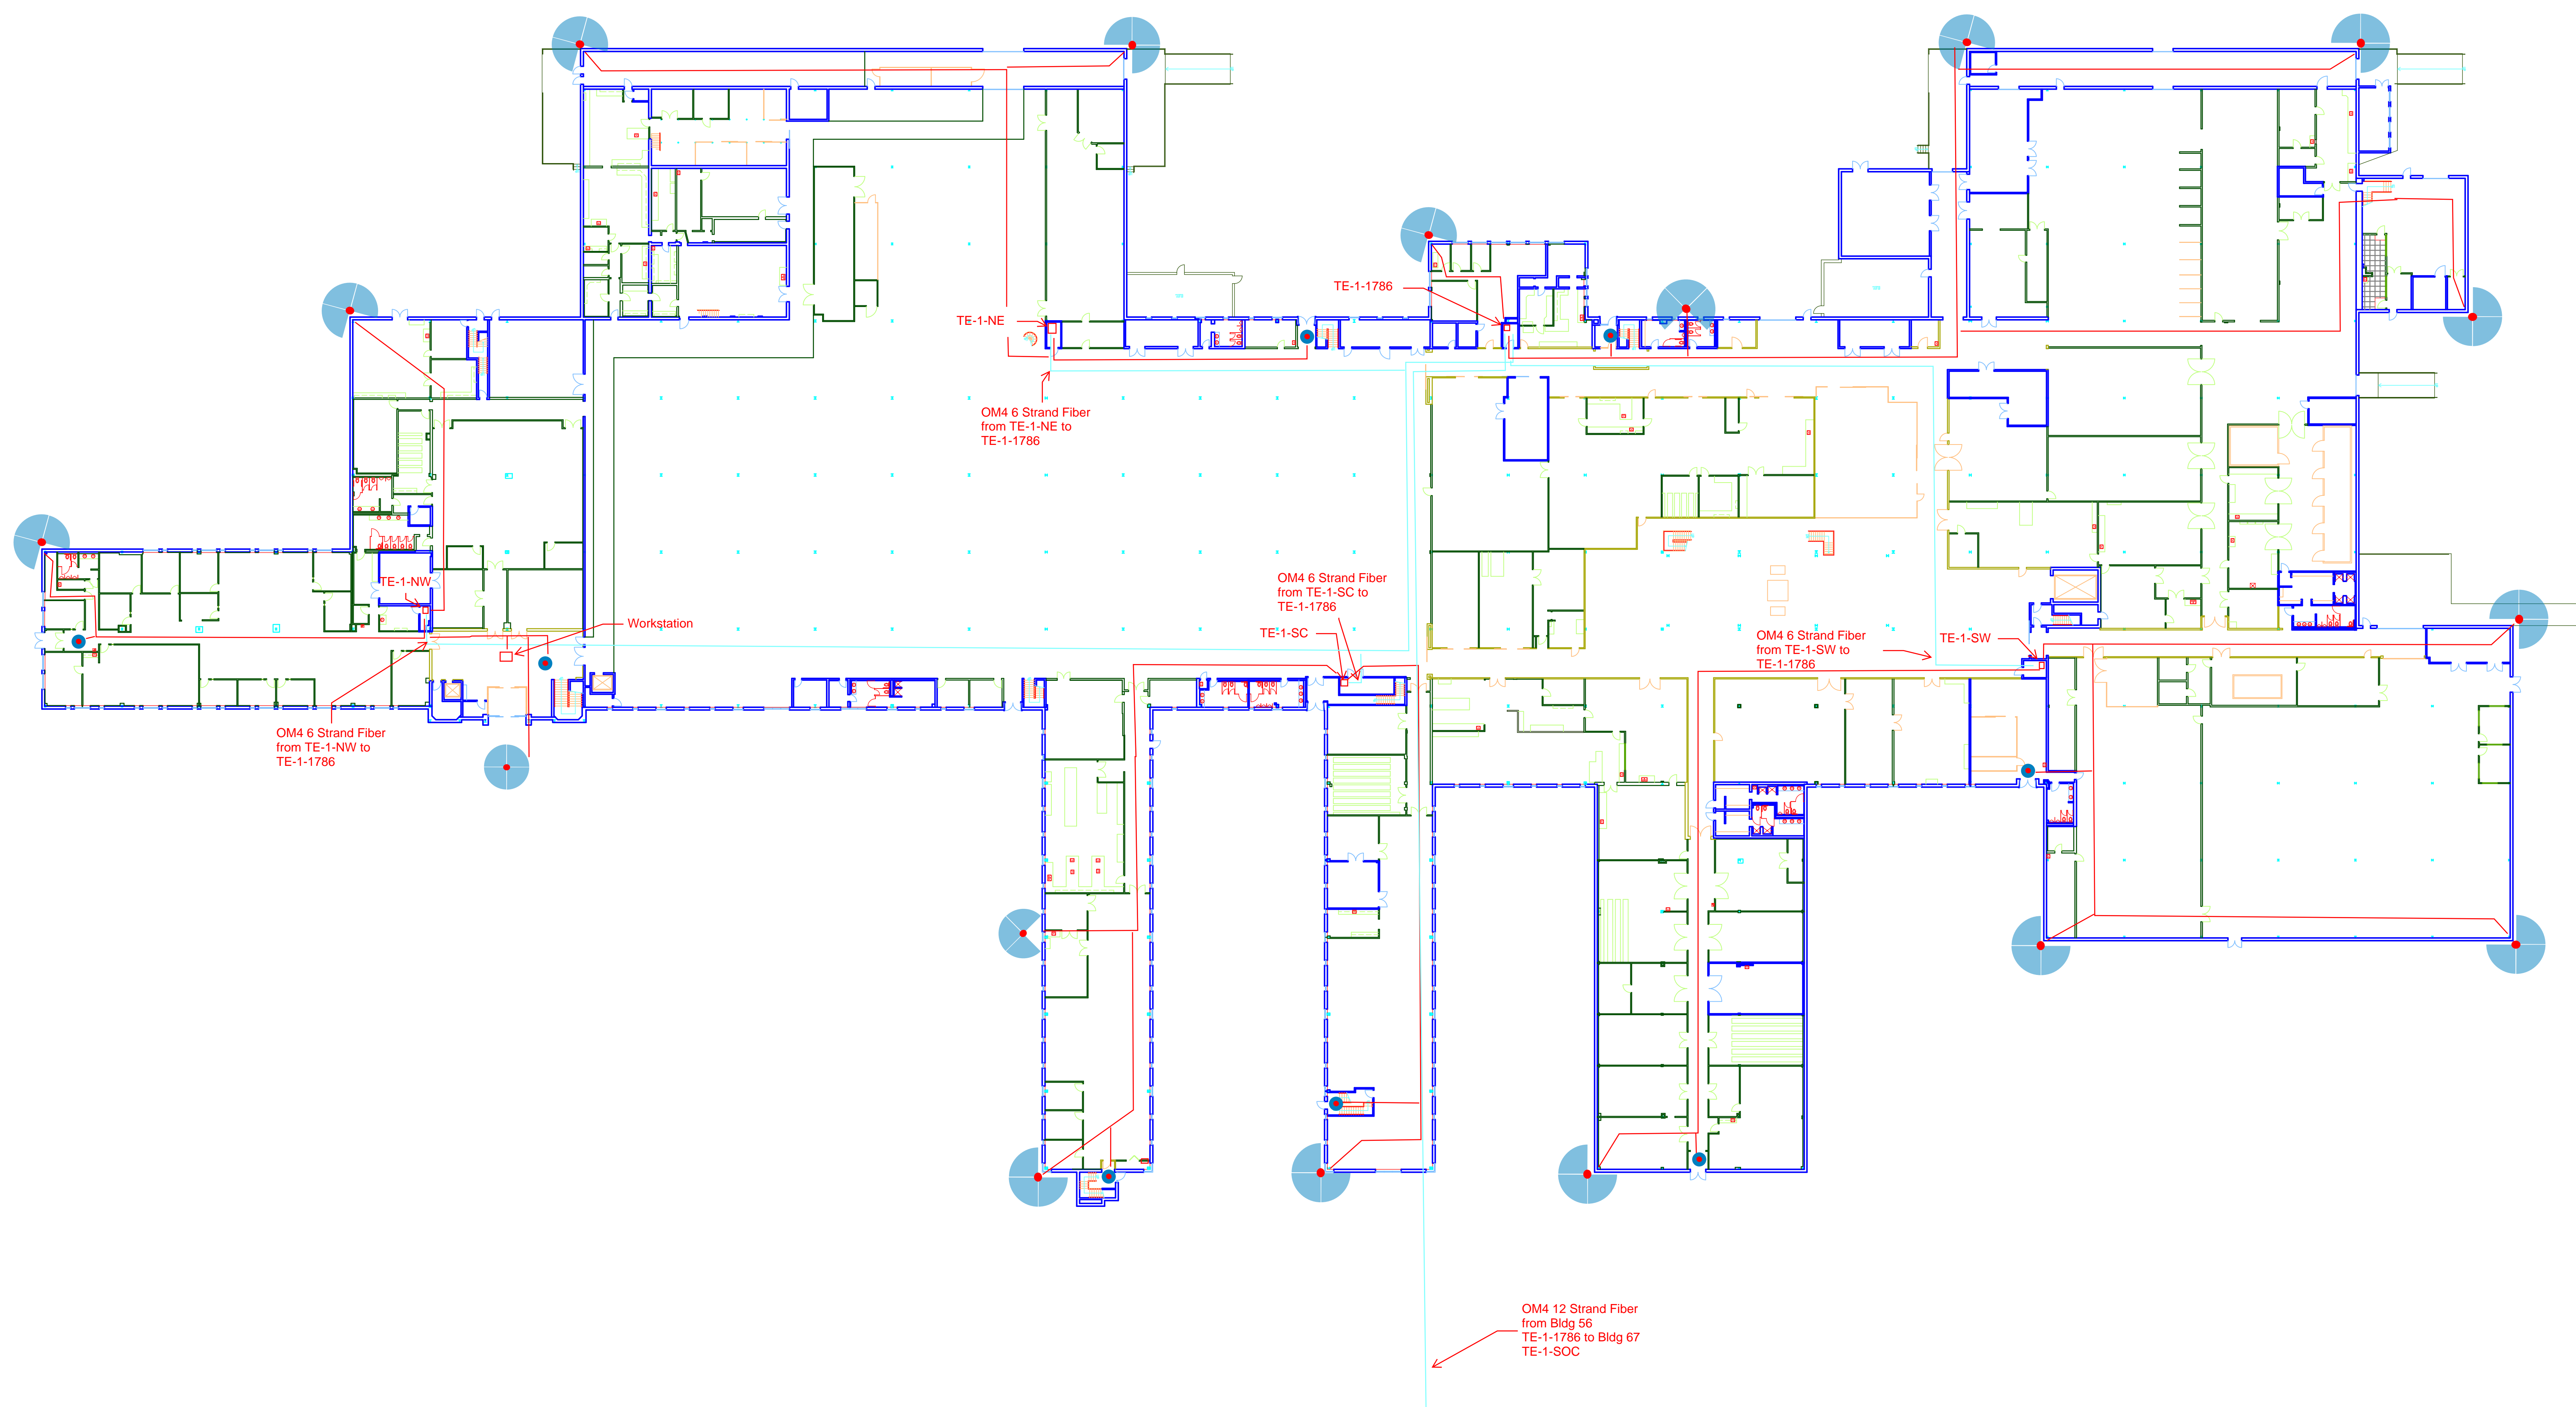 TE-1-1786
TE-1-NE
OM4 6 Strand Fiber
from TE-1-NE to
TE-1-1786
TE-1-NW
Workstation
OM4 6 Strand Fiber
from TE-1-SC to
TE-1-1786
TE-1-SC
OM4 6 Strand Fiber
from TE-1-SW to
TE-1-1786
TE-1-SW
OM4 6 Strand Fiber
from TE-1-NW to
TE-1-1786
OM4 12 Strand Fiber
from Bldg 56
TE-1-1786 to Bldg 67
TE-1-SOC